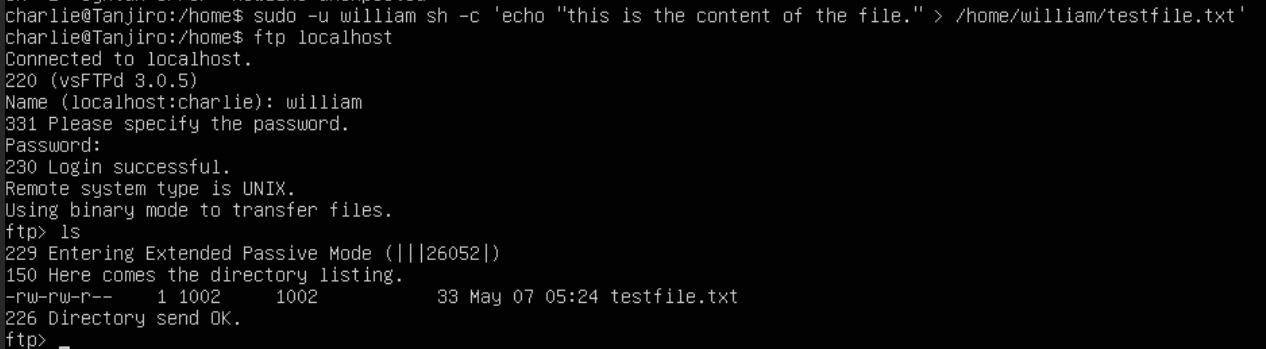 charlie@Tanjiro:/home$ sudo -u william sh -c 'echo "this is the content of the file." > /home/william/testfile.txt'
charlie@Tanjiro:/home$ ftp localhost
Connected to localhost.
220 (vsFTPd 3.0.5)
Name (localhost:charlie): william
331 Please specify the password.
Password:
230 Login successful.
Remote system type is UNIX.
Using binary mode to transfer files.
ftp> ls
229 Entering Extended Passive Mode (|||26052|)
150 Here comes the directory listing.
-rw-rw-r--    1 1002     1002           33 May 07 05:24 testfile.txt
226 Directory send OK.
ftp> _